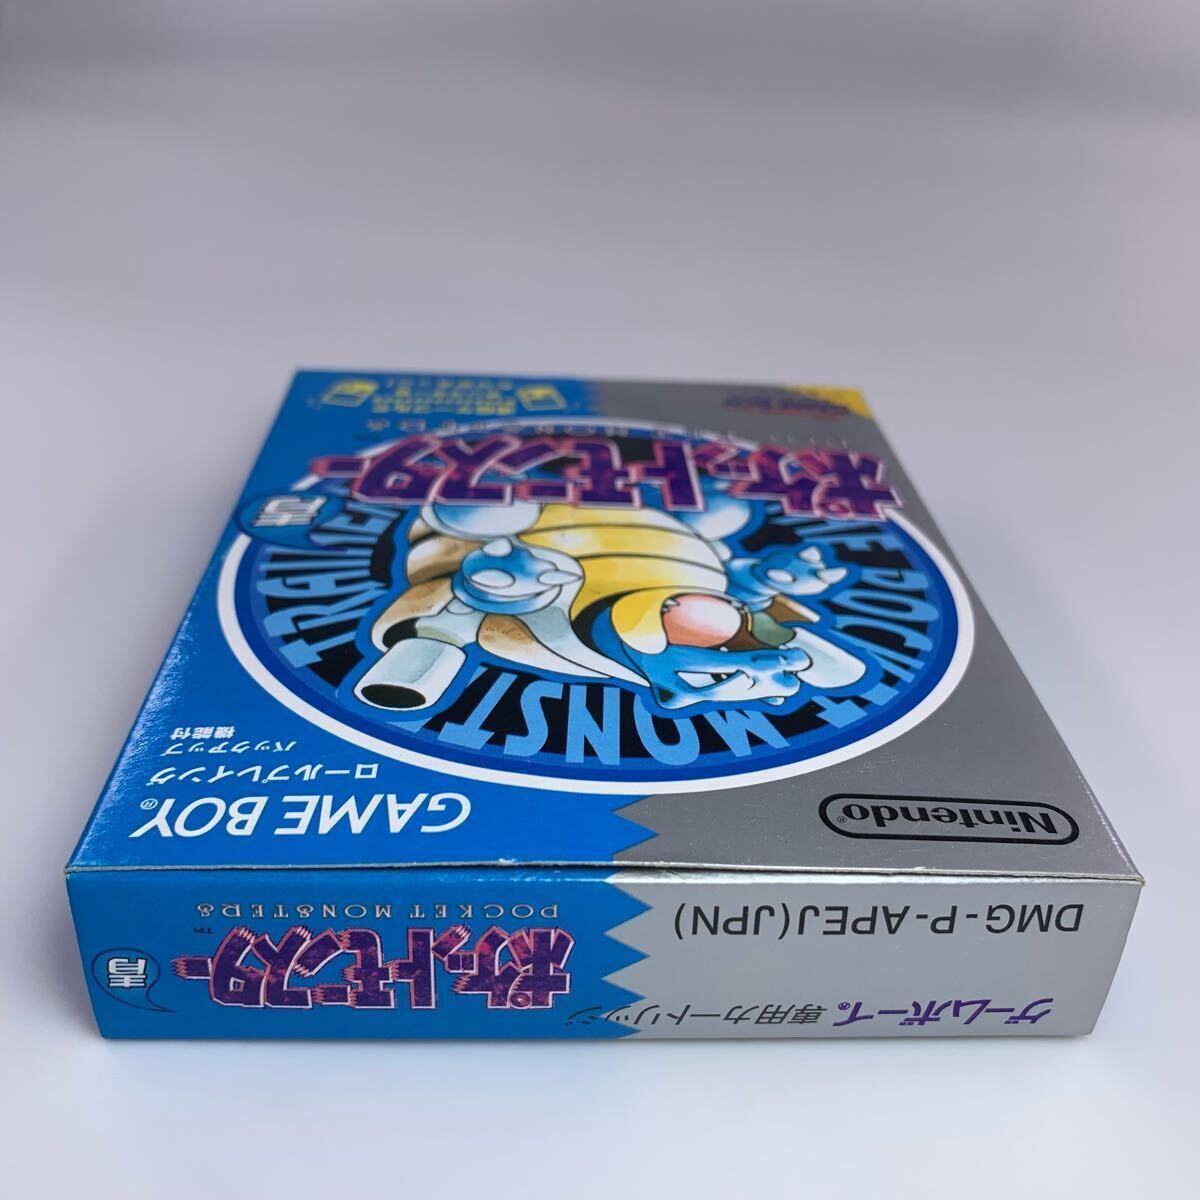 ポケットモンスター
青
TRAINER
THE POCKET MONSTERS
Nintendo®
GAME BOY®
ロールプレイング
バックアップ
機能付
ゲームボーイ®専用カートリッジ
DMG-P-APEJ(JPN)
ポケットモンスター
青
POCKET MONSTERS™